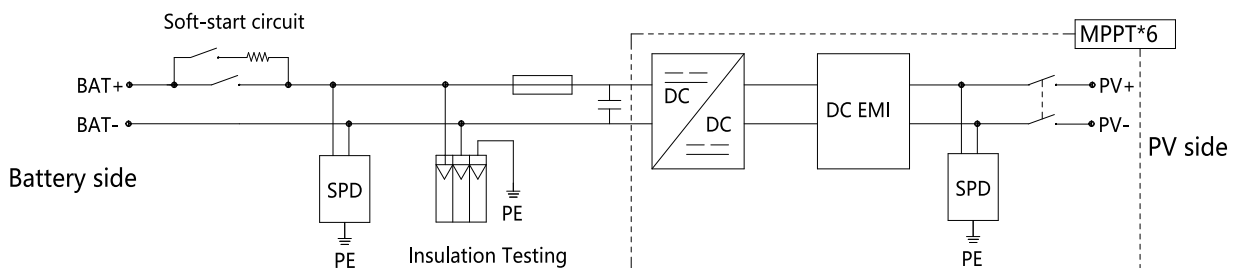 Soft-start circuit
MPPT*6
BAT+
BAT-
DC
DC
DC EMI
PV+
PV-
PV side
Battery side
SPD
PE
Insulation Testing
PE
SPD
PE